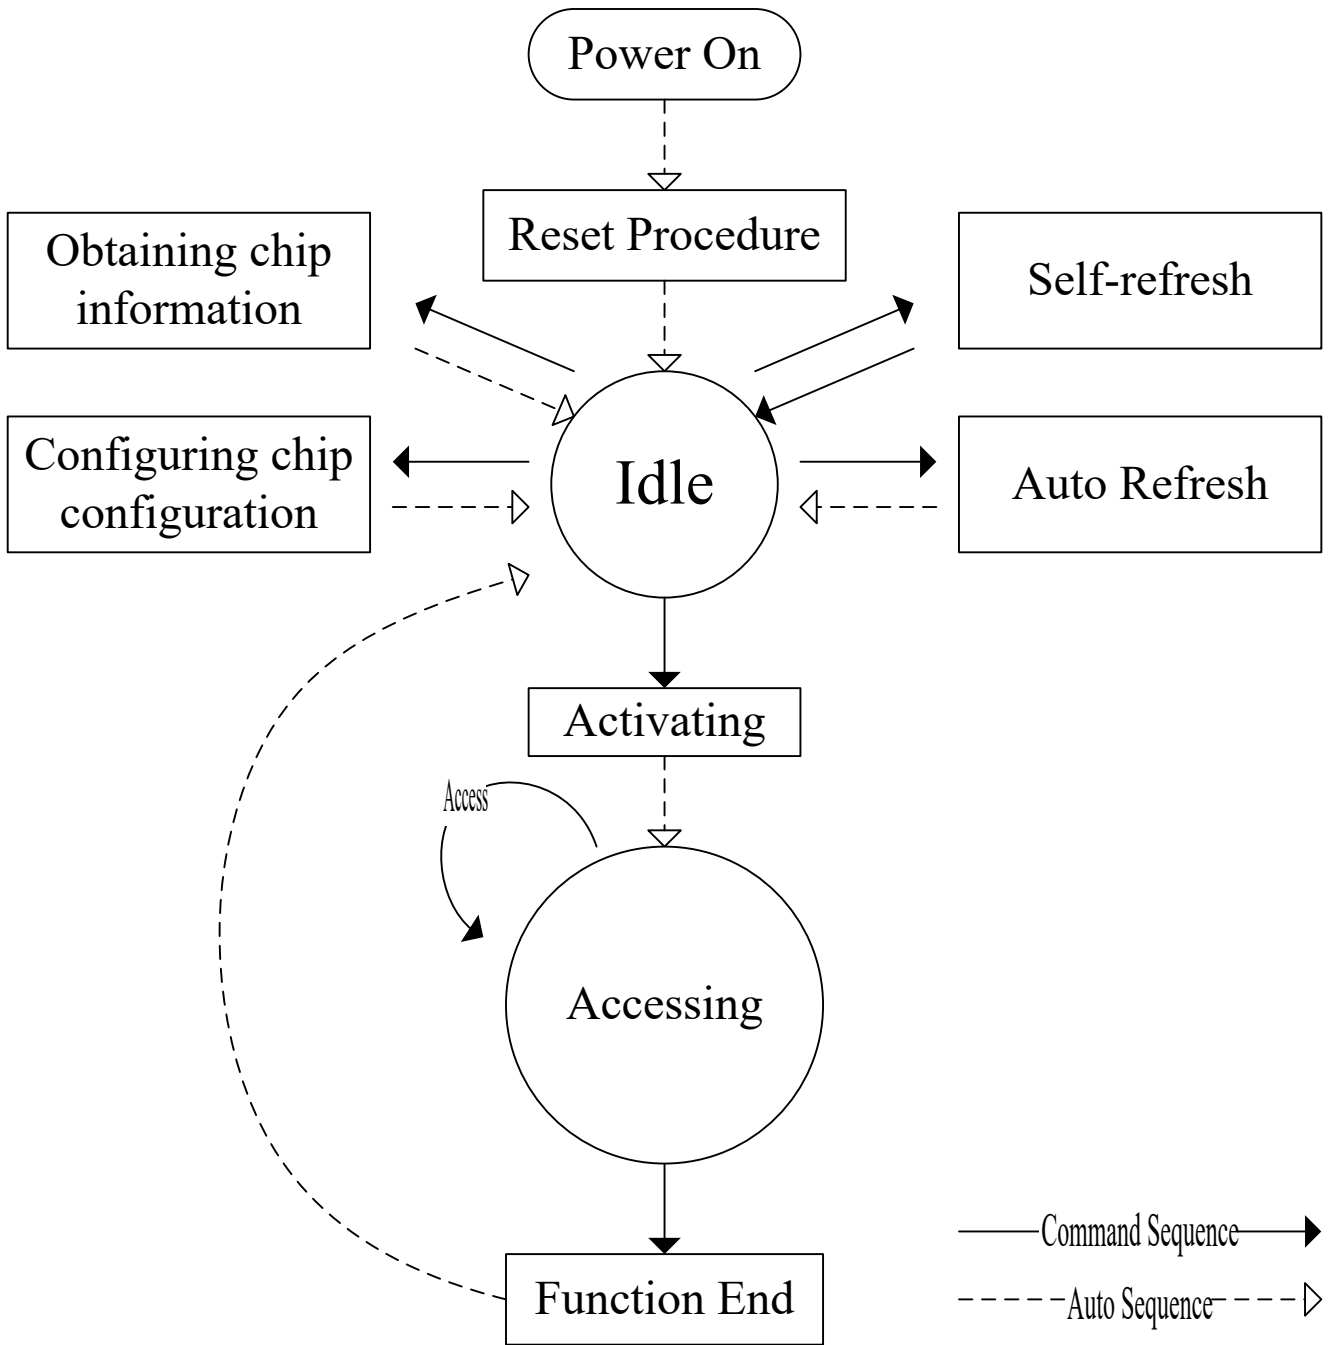 Power On
Reset Procedure
Obtaining chip
information
Self-refresh
Configuring chip
configuration
Idle
Auto Refresh
Activating
Access
Accessing
Command Sequence
Function End
Auto Sequence